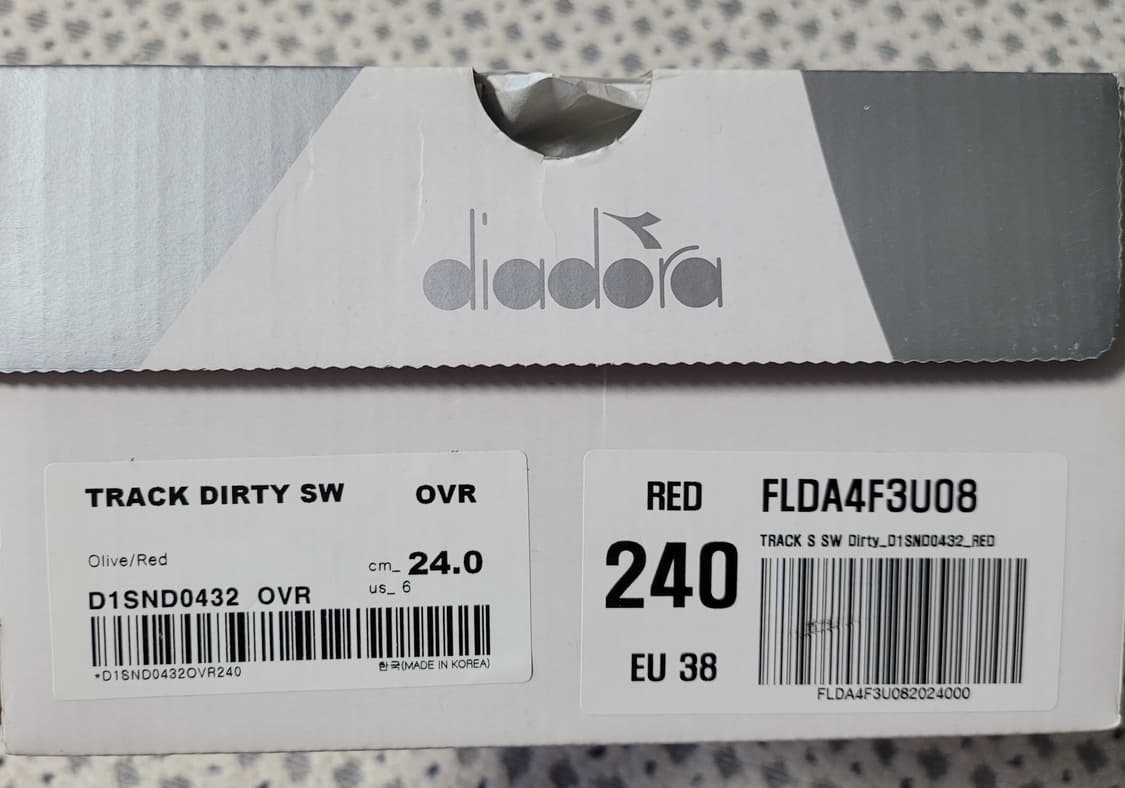 diadora
TRACK DIRTY SW OVR
Olive/Red
cm_ 24.0
us_ 6
D1SND0432 OVR
*D1SND0432OVR240
한국(MADE IN KOREA)
RED FLDA4F3U08
TRACK S SW Dirty_D1SND0432_RED
240
EU 38
FLDA4F3U082024000